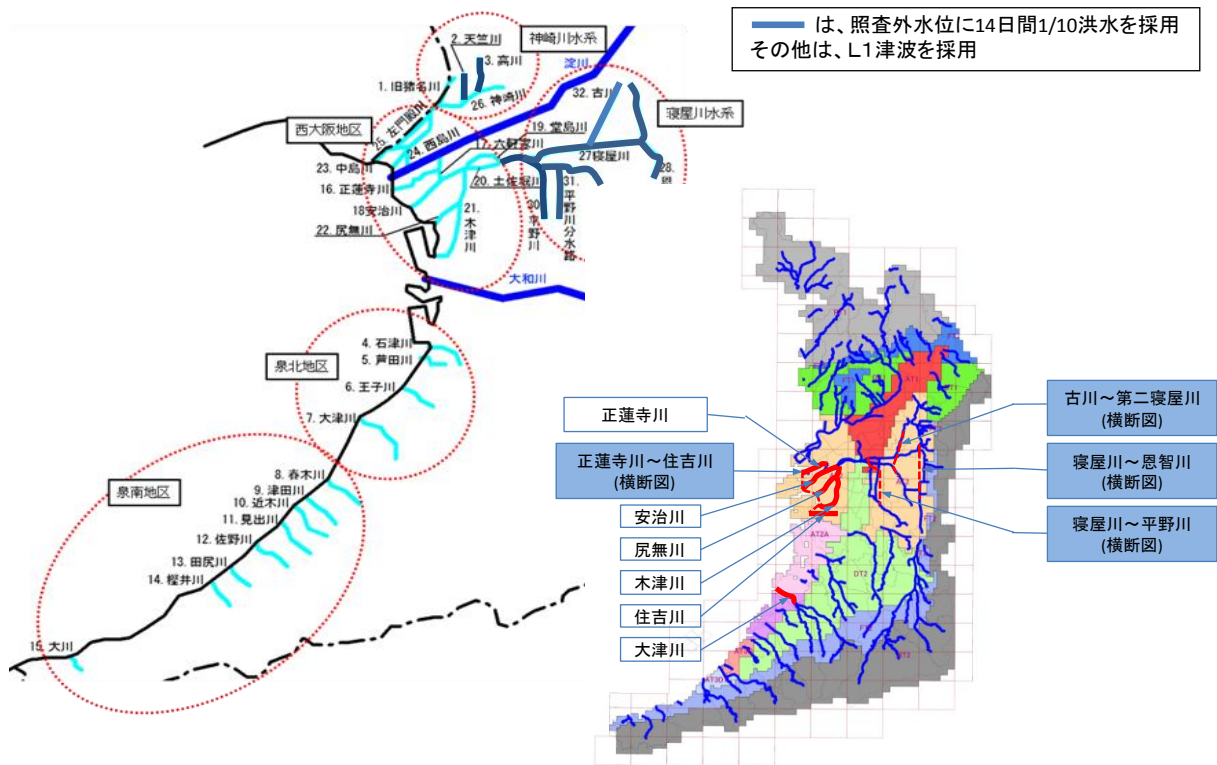 は、照査外水位に14日間1/10洪水を採用
その他は、L1津波を採用
神崎川水系
2. 天竺川
3. 高川
淀川
1. 旧猪名川
26. 神崎川
32. 古川
寝屋川水系
西大阪地区
25. 左門殿川
24. 西島川
17. 六軒家川
19. 堂島川
27寝屋川
28.
23. 中島川
16. 正蓮寺川
20. 土佐堀川
18安治川
21. 木津川
22. 尻無川
30. 平野川
31. 平野川分水路
大和川
泉北地区
4. 石津川
5. 芦田川
6. 王子川
7. 大津川
泉南地区
8. 春木川
9. 津田川
10. 近木川
11. 見出川
12. 佐野川
13. 田尻川
14. 樫井川
15. 大川
正蓮寺川
正蓮寺川～住吉川
(横断図)
安治川
尻無川
木津川
住吉川
大津川
古川～第二寝屋川
(横断図)
寝屋川～恩智川
(横断図)
寝屋川～平野川
(横断図)
AT2A
DT2